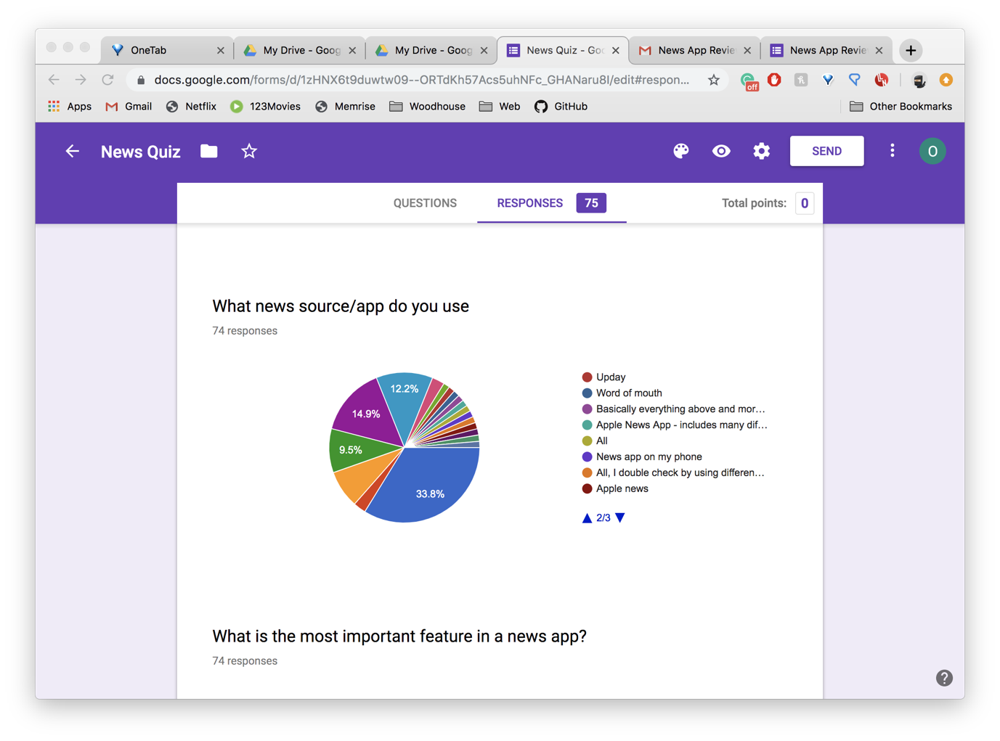 OneTab
My Drive - Goog
My Drive - Goog
News Quiz - Goo
News App Revie
News App Revie
docs.google.com/forms/d/1zHNX6t9duwtw09--ORTdKh57Acs5uhNFc_GHANaru8I/edit#respon...
off
Apps
Gmail
Netflix
123Movies
Memrise
Woodhouse
Web
GitHub
Other Bookmarks
News Quiz
SEND
O
QUESTIONS
RESPONSES 75
Total points: 0
What news source/app do you use
74 responses
12.2%
14.9%
9.5%
33.8%
Upday
Word of mouth
Basically everything above and mor...
Apple News App - includes many dif...
All
News app on my phone
All, I double check by using differen...
Apple news
2/3
What is the most important feature in a news app?
74 responses
?